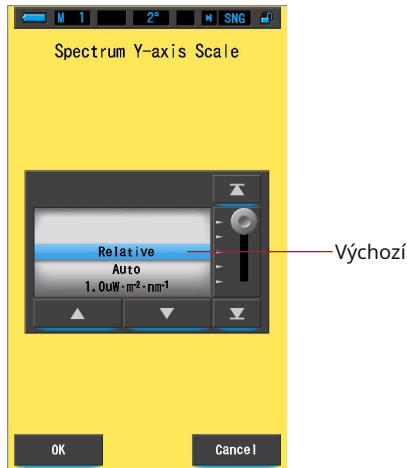 M 1 2° SNG
Spectrum Y-axis Scale
Relative
Auto
1.0uW·m⁻²·nm⁻¹
Výchozí
OK Cancel